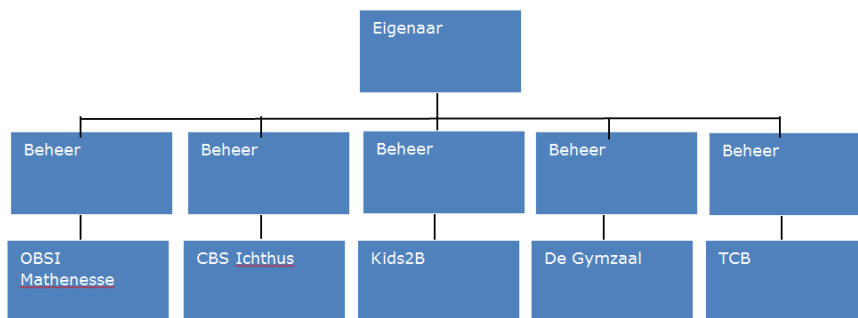 Eigenaar
Beheer
Beheer
Beheer
Beheer
Beheer
OBSI
Mathenesse
CBS Ichthus
Kids2B
De Gymzaal
TCB